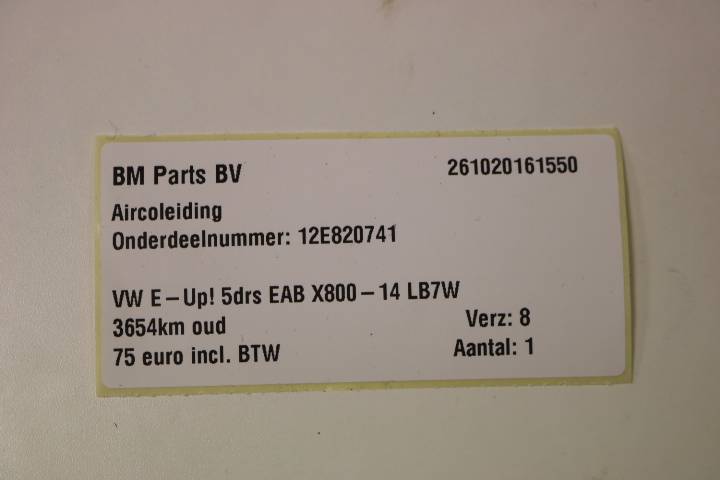 BM Parts BV 261020161550
Aircoleiding
Onderdeelnummer: 12E820741
VW E-Up! 5drs EAB X800-14 LB7W
3654km oud Verz: 8
75 euro incl. BTW Aantal: 1